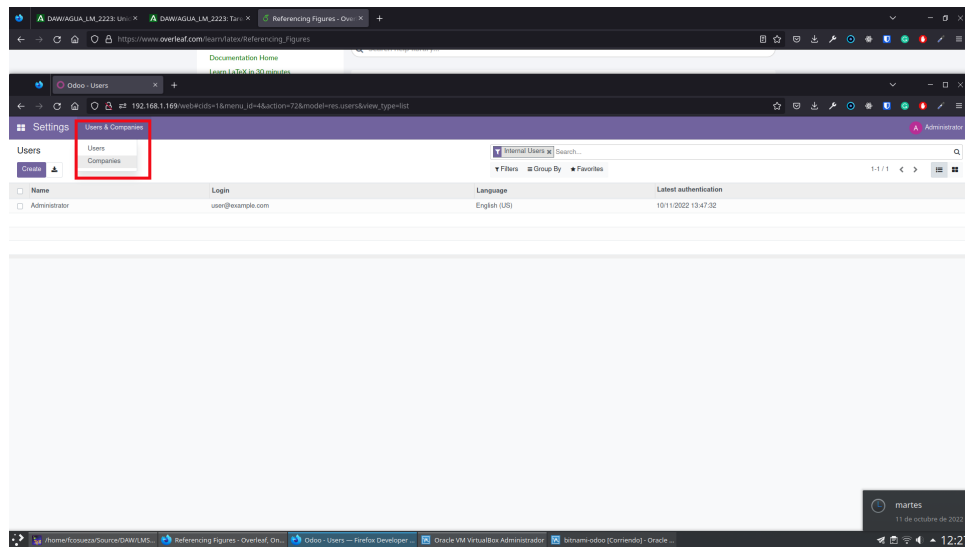 DAW/AGUA_LM_2223: Uni
DAW/AGUA_LM_2223: Tare
Referencing Figures - Over
https://www.overleaf.com/learn/latex/Referencing_Figures
Documentation Home
Learn LaTeX in 30 minutes
Odoo - Users
192.168.1.169/web#cids=1&menu_id=4&action=72&model=res.users&view_type=list
Settings
Users & Companies
A Administrator
Users
Users
Companies
Internal Users
Search...
Create
Filters
Group By
Favorites
1-1 / 1
Name
Login
Language
Latest authentication
Administrator
user@example.com
English (US)
10/11/2022 13:47:32
martes
11 de octubre de 2022
/home/fcosueza/Source/DAW/LMS...
Referencing Figures - Overleaf, On...
Odoo - Users — Firefox Developer ...
Oracle VM VirtualBox Administrador
bitnami-odoo [Corriendo] - Oracle ...